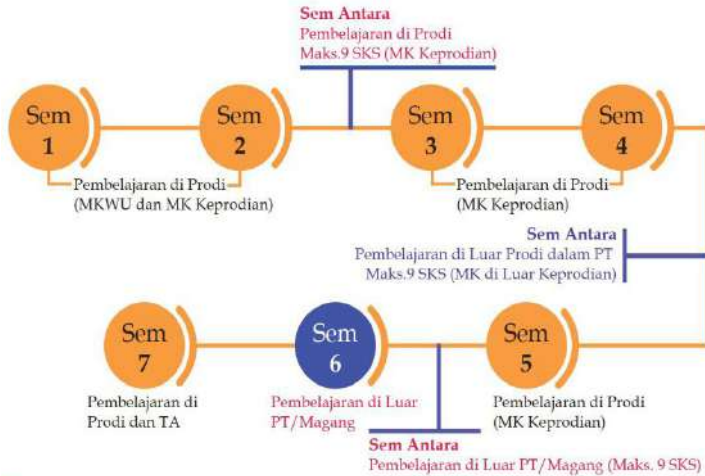 Sem Antara
Pembelajaran di Prodi
Maks.9 SKS (MK Keprodian)
Sem
1
Sem
2
Sem
3
Sem
4
Pembelajaran di Prodi
(MKWU dan MK Keprodian)
Pembelajaran di Prodi
(MK Keprodian)
Sem Antara
Pembelajaran di Luar Prodi dalam PT
Maks.9 SKS (MK di Luar Keprodian)
Sem
7
Sem
6
Sem
5
Pembelajaran di
Prodi dan TA
Pembelajaran di Luar
PT/Magang
Pembelajaran di Prodi
(MK Keprodian)
Sem Antara
Pembelajaran di Luar PT/Magang (Maks. 9 SKS)